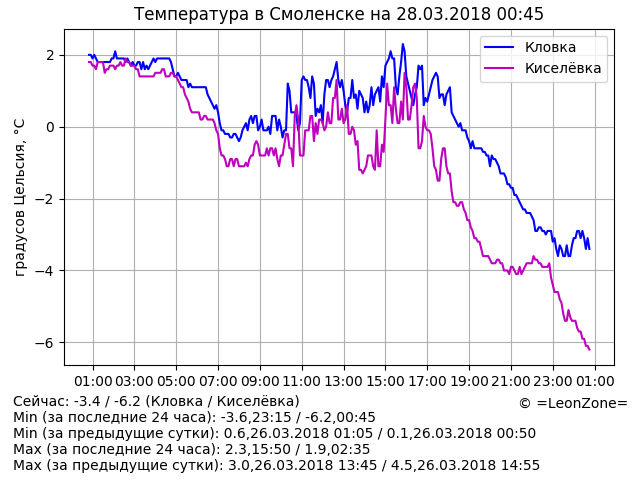 Температура в Смоленске на 28.03.2018 00:45
Кловка
Киселёвка
градусов Цельсия, °C
2
0
−2
−4
−6
01:00 03:00 05:00 07:00 09:00 11:00 13:00 15:00 17:00 19:00 21:00 23:00 01:00
Сейчас: -3.4 / -6.2 (Кловка / Киселёвка)
© =LeonZone=
Min (за последние 24 часа): -3.6,23:15 / -6.2,00:45
Min (за предыдущие сутки): 0.6,26.03.2018 01:05 / 0.1,26.03.2018 00:50
Max (за последние 24 часа): 2.3,15:50 / 1.9,02:35
Max (за предыдущие сутки): 3.0,26.03.2018 13:45 / 4.5,26.03.2018 14:55